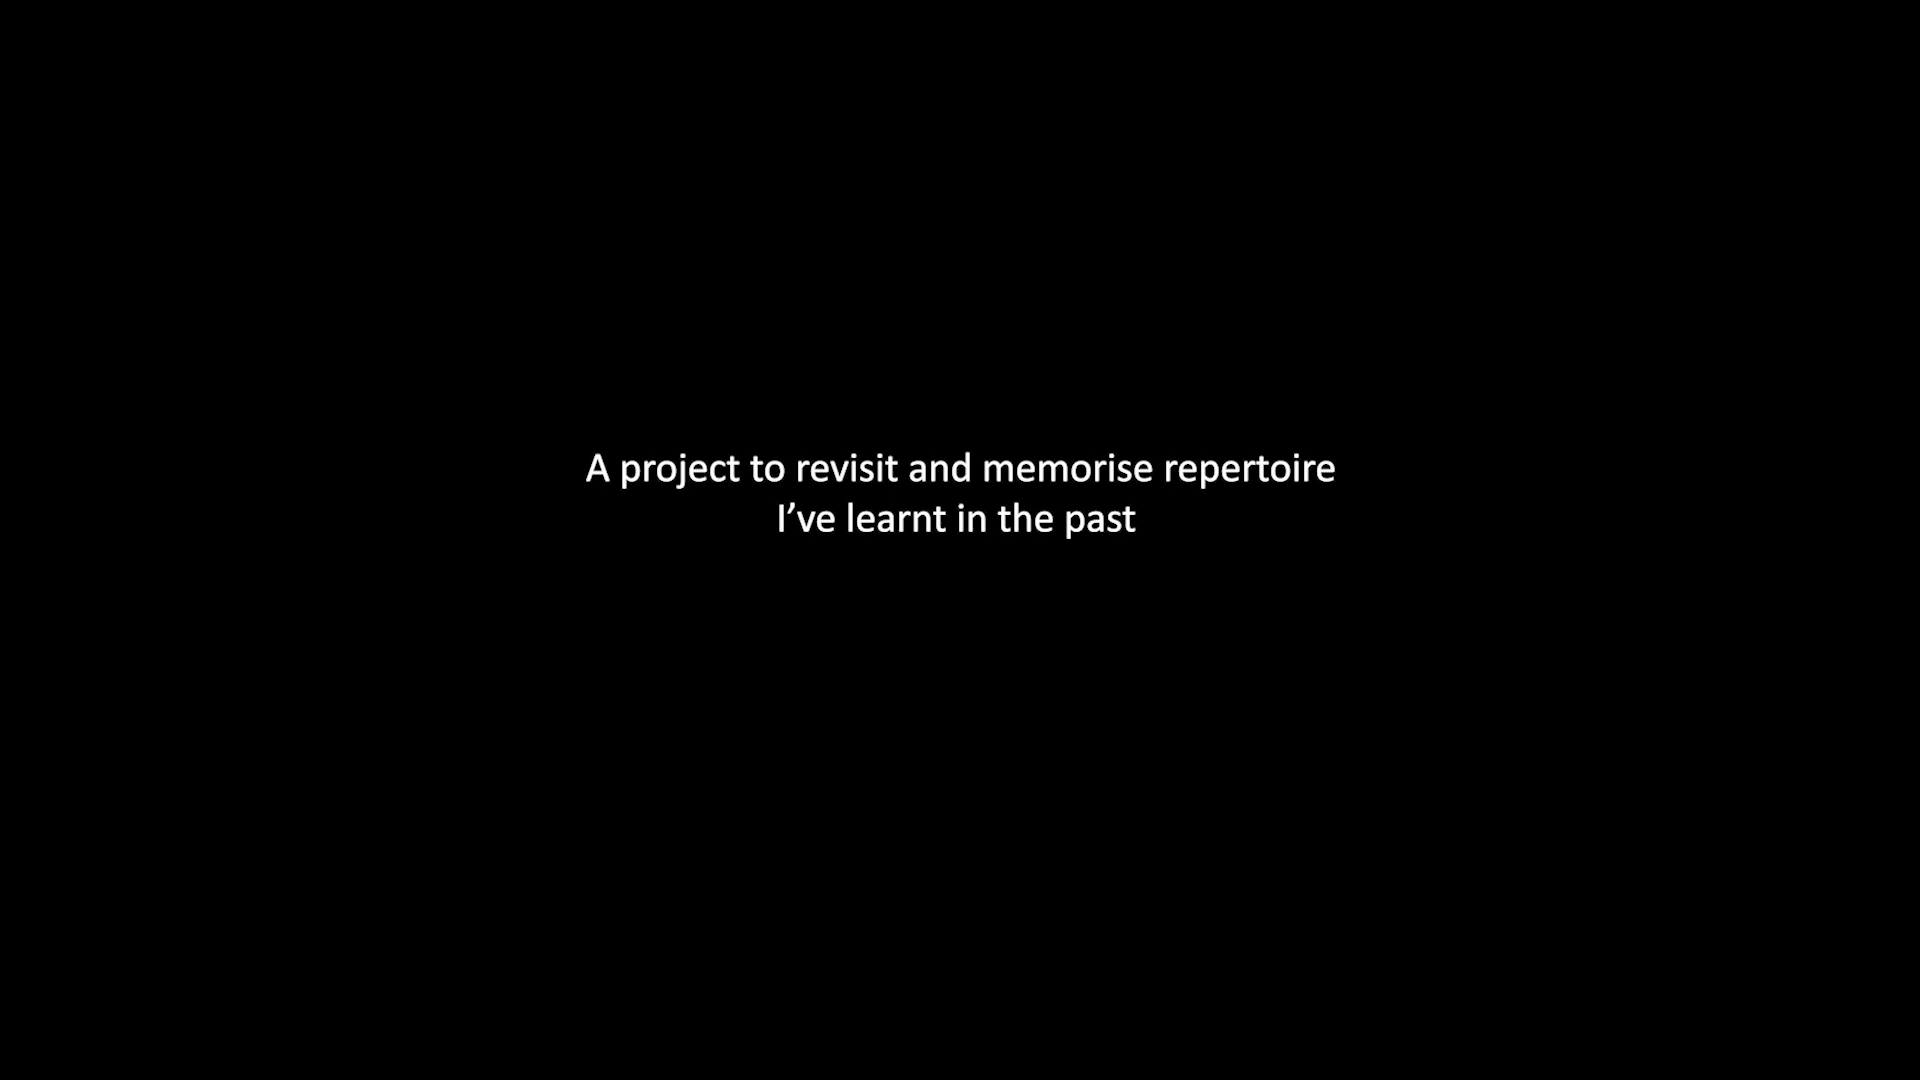 A project to revisit and memorise repertoire
I’ve learnt in the past